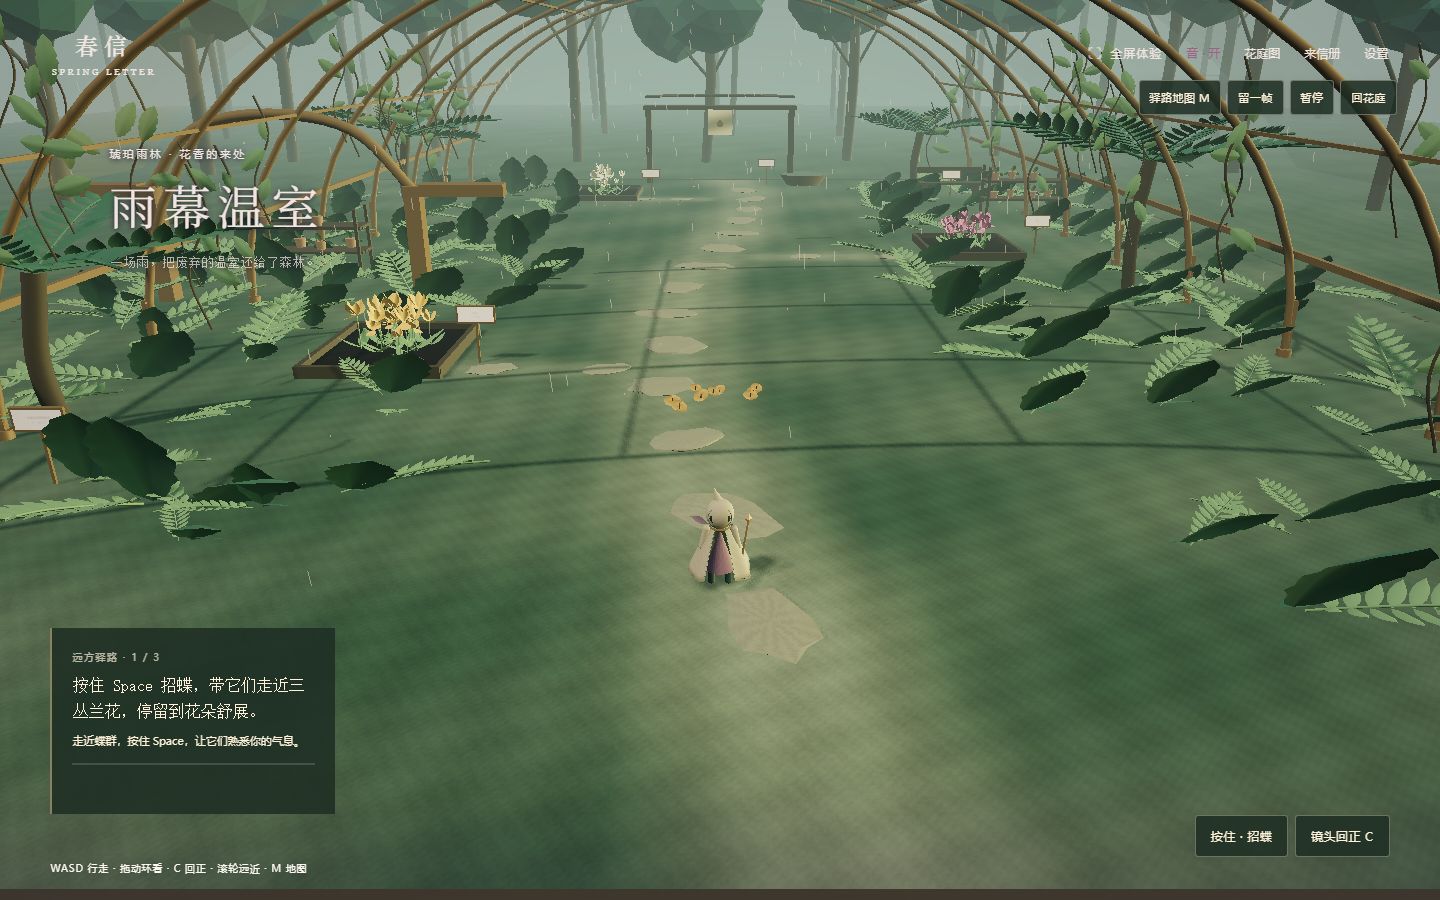 春信
SPRING LETTER
全屏体验 音 开 花庭图 来信册 设置
驿路地图 M 留一帧 暂停 回花庭
琥珀雨林 · 花香的来处
雨幕温室
一场雨，把废弃的温室还给了森林。
远方驿路 · 1 / 3
按住 Space 招蝶，带它们走近三
丛兰花，停留到花朵舒展。
走近蝶群，按住 Space，让它们熟悉你的气息。
按住 · 招蝶 镜头回正 C
WASD 行走 · 拖动环看 · C 回正 · 滚轮远近 · M 地图